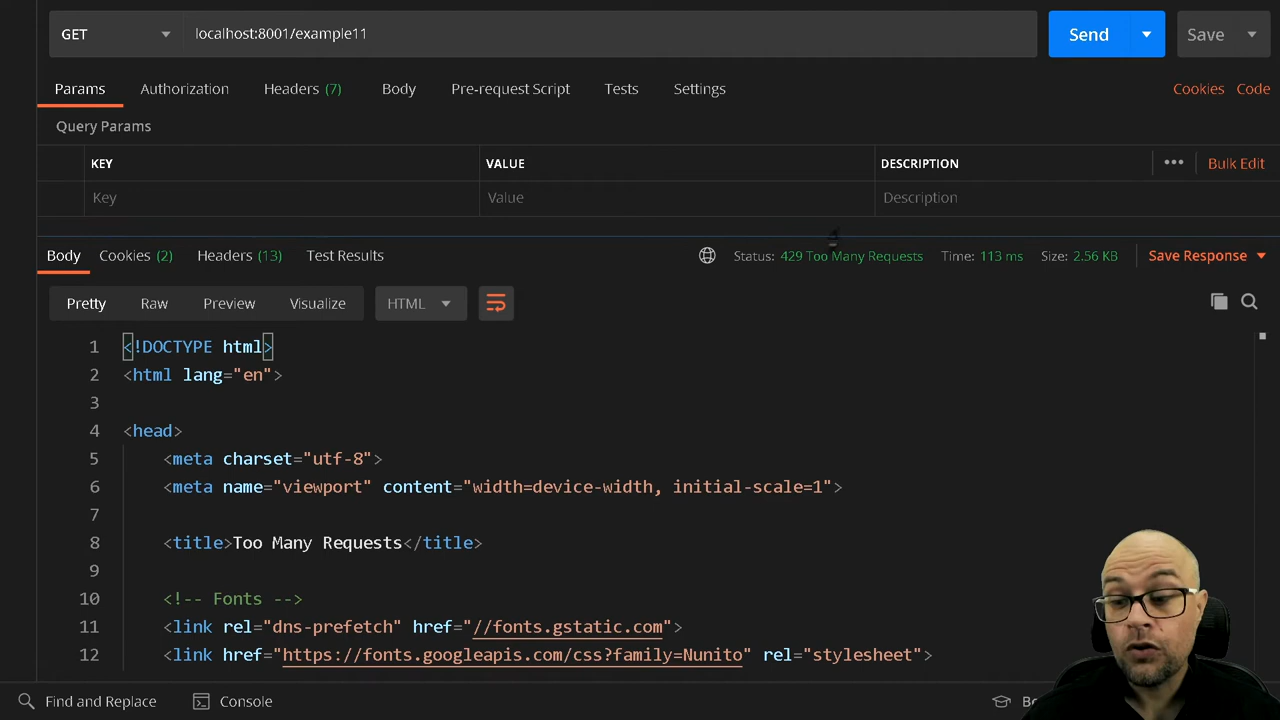 GET localhost:8001/example11 Send Save
Params Authorization Headers (7) Body Pre-request Script Tests Settings Cookies Code
Query Params
KEY VALUE DESCRIPTION ••• Bulk Edit
Key Value Description
Body Cookies (2) Headers (13) Test Results Status: 429 Too Many Requests Time: 113 ms Size: 2.56 KB Save Response
Pretty Raw Preview Visualize HTML
1 <!DOCTYPE html>
2 <html lang="en">
3
4 <head>
5 <meta charset="utf-8">
6 <meta name="viewport" content="width=device-width, initial-scale=1">
7
8 <title>Too Many Requests</title>
9
10 <!-- Fonts -->
11 <link rel="dns-prefetch" href="//fonts.gstatic.com">
12 <link href="https://fonts.googleapis.com/css?family=Nunito" rel="stylesheet">
Find and Replace Console